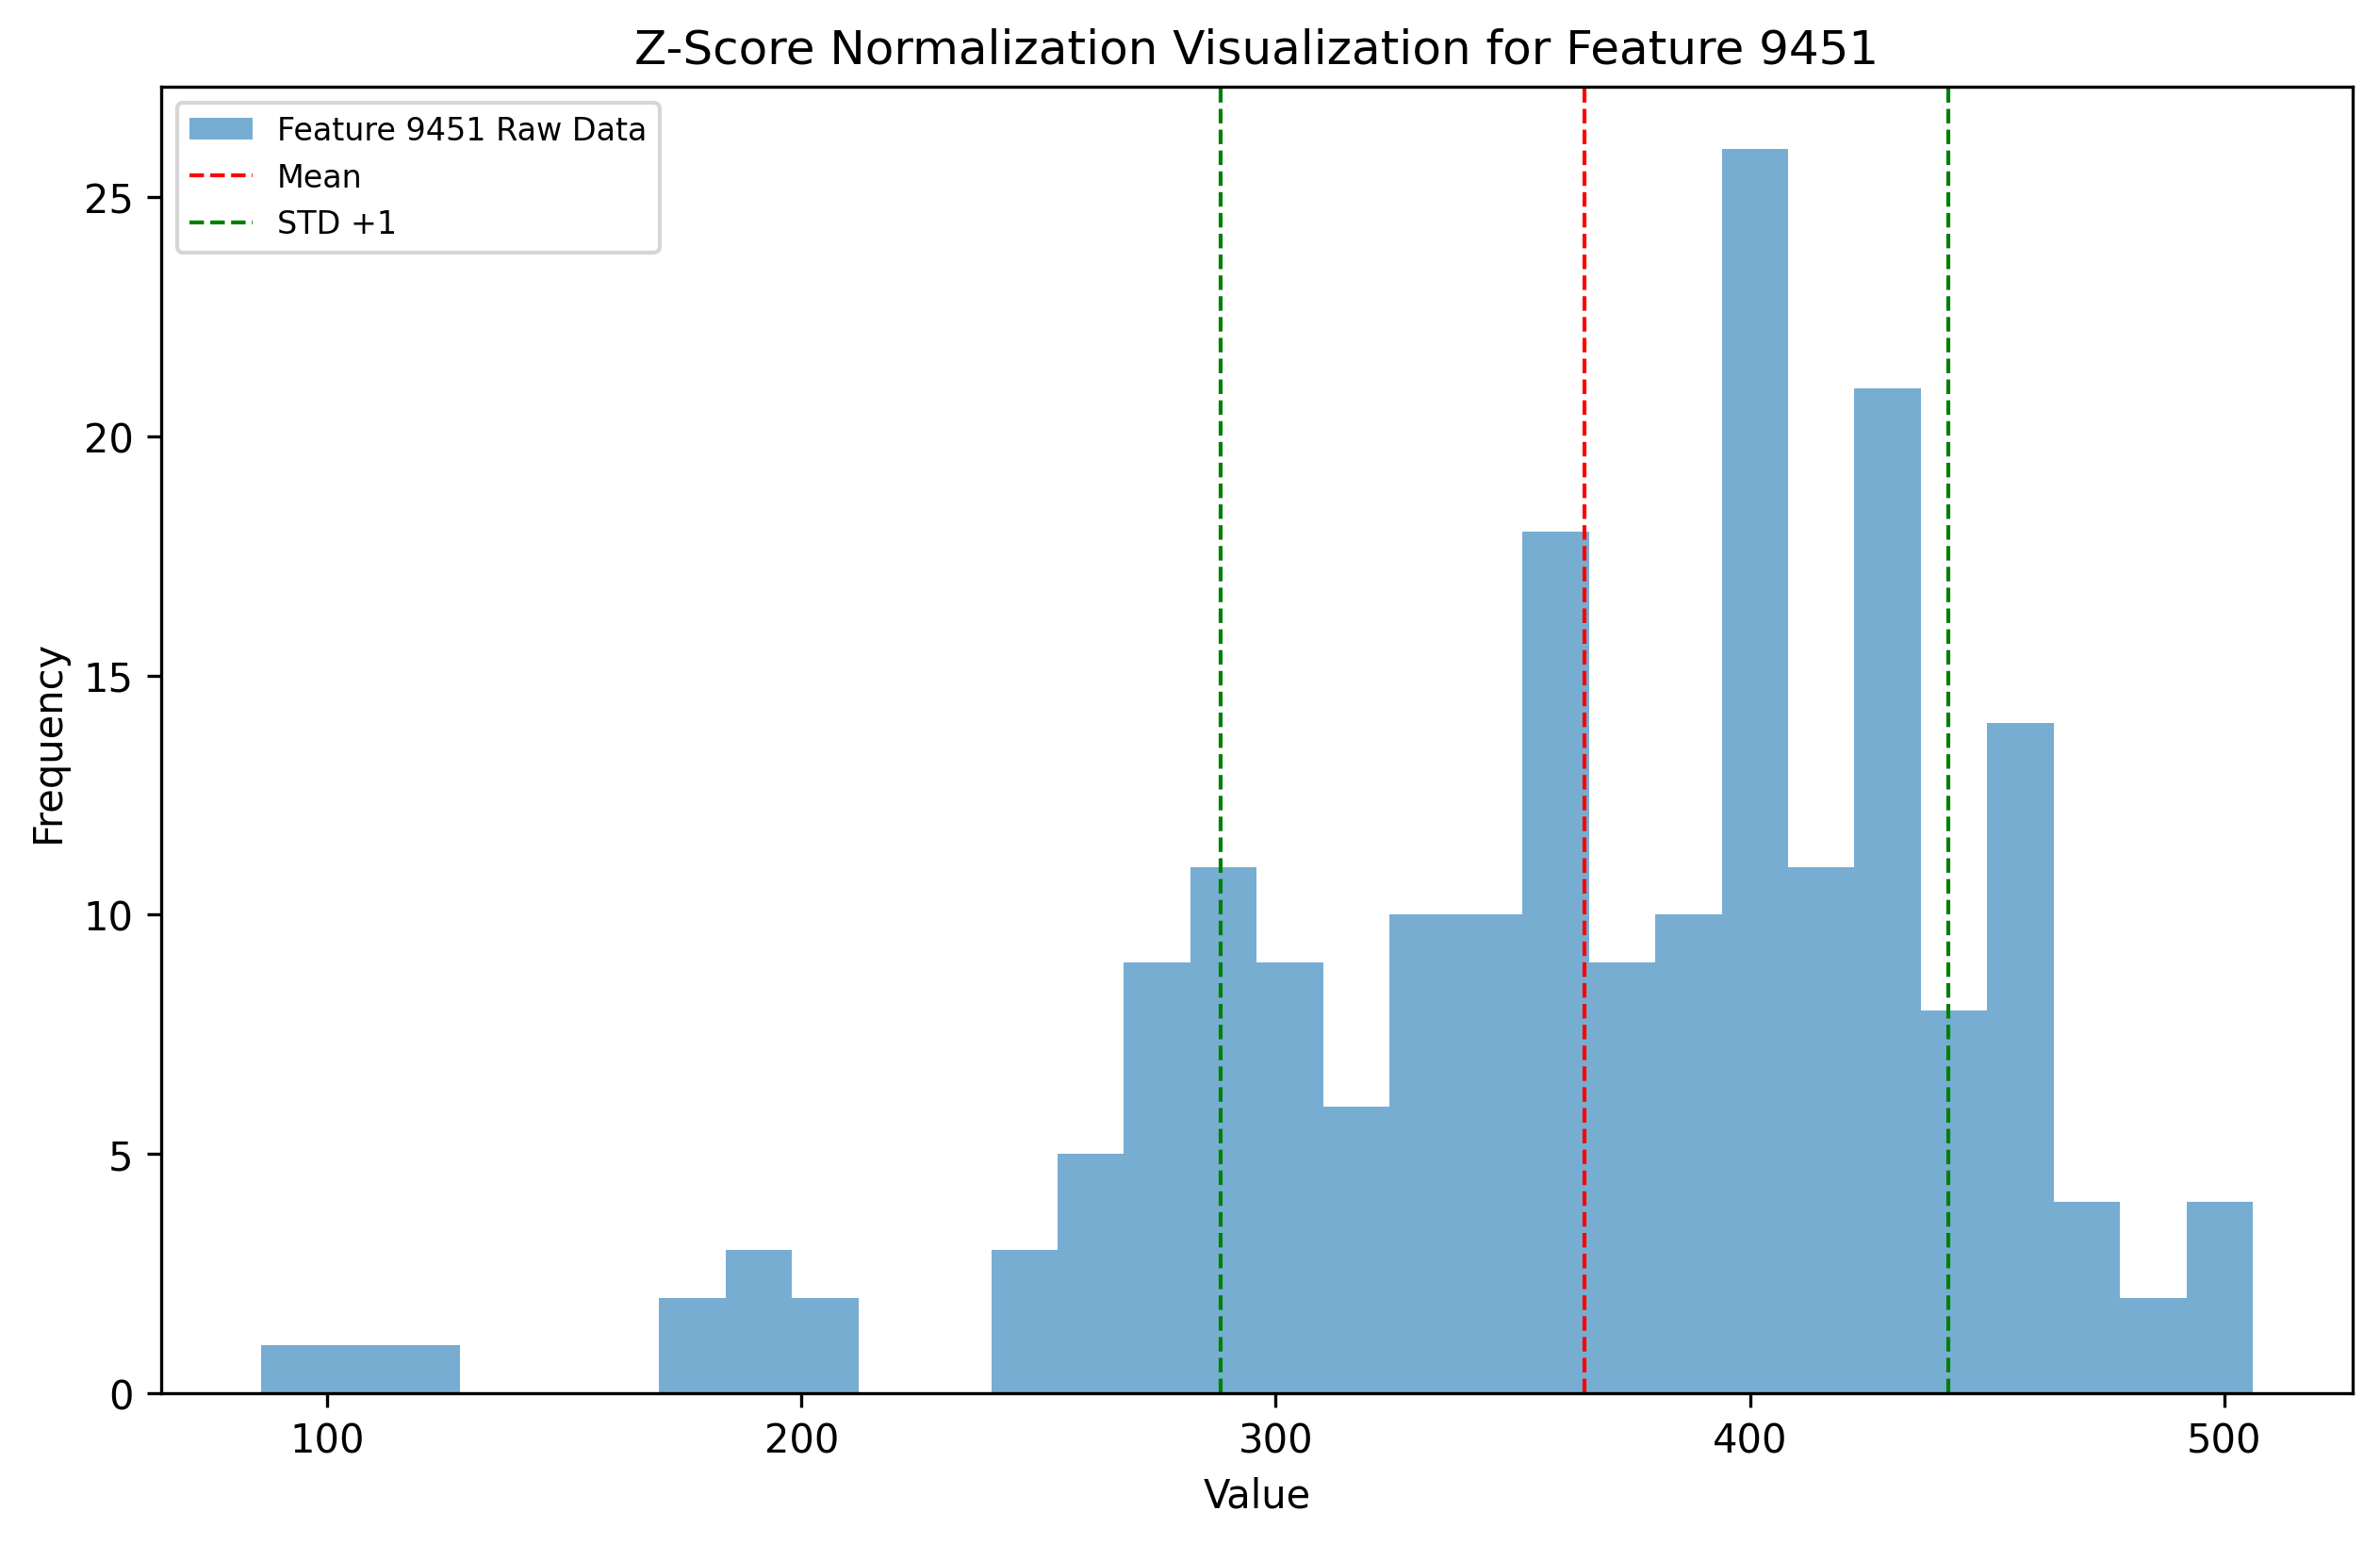 Z-Score Normalization Visualization for Feature 9451
Feature 9451 Raw Data
Mean
STD +1
25
20
15
10
5
0
Frequency
100 200 300 400 500
Value